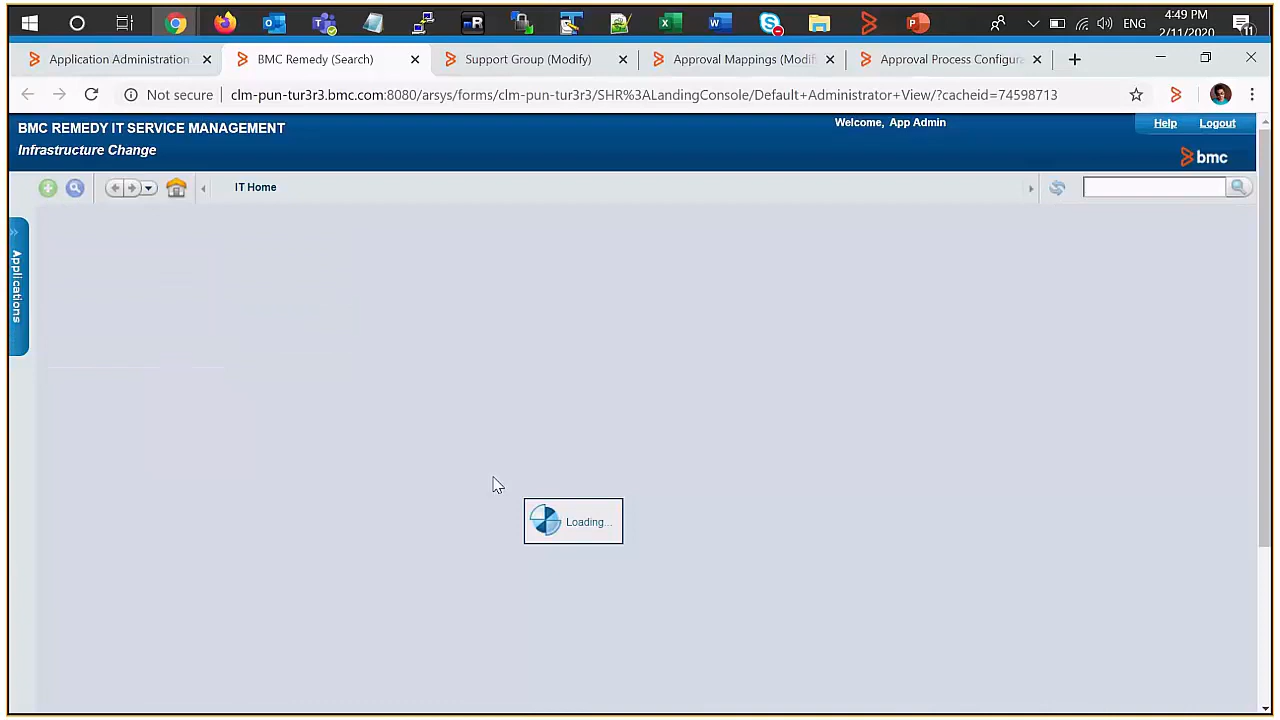 ENG
4:49 PM
2/11/2020
11
Application Administration
BMC Remedy (Search)
Support Group (Modify)
Approval Mappings (Modif
Approval Process Configura
Not secure
clm-pun-tur3r3.bmc.com:8080/arsys/forms/clm-pun-tur3r3/SHR%3ALandingConsole/Default+Administrator+View/?cacheid=74598713
BMC REMEDY IT SERVICE MANAGEMENT
Welcome, App Admin
Help
Logout
Infrastructure Change
bmc
IT Home
Applications
Loading...